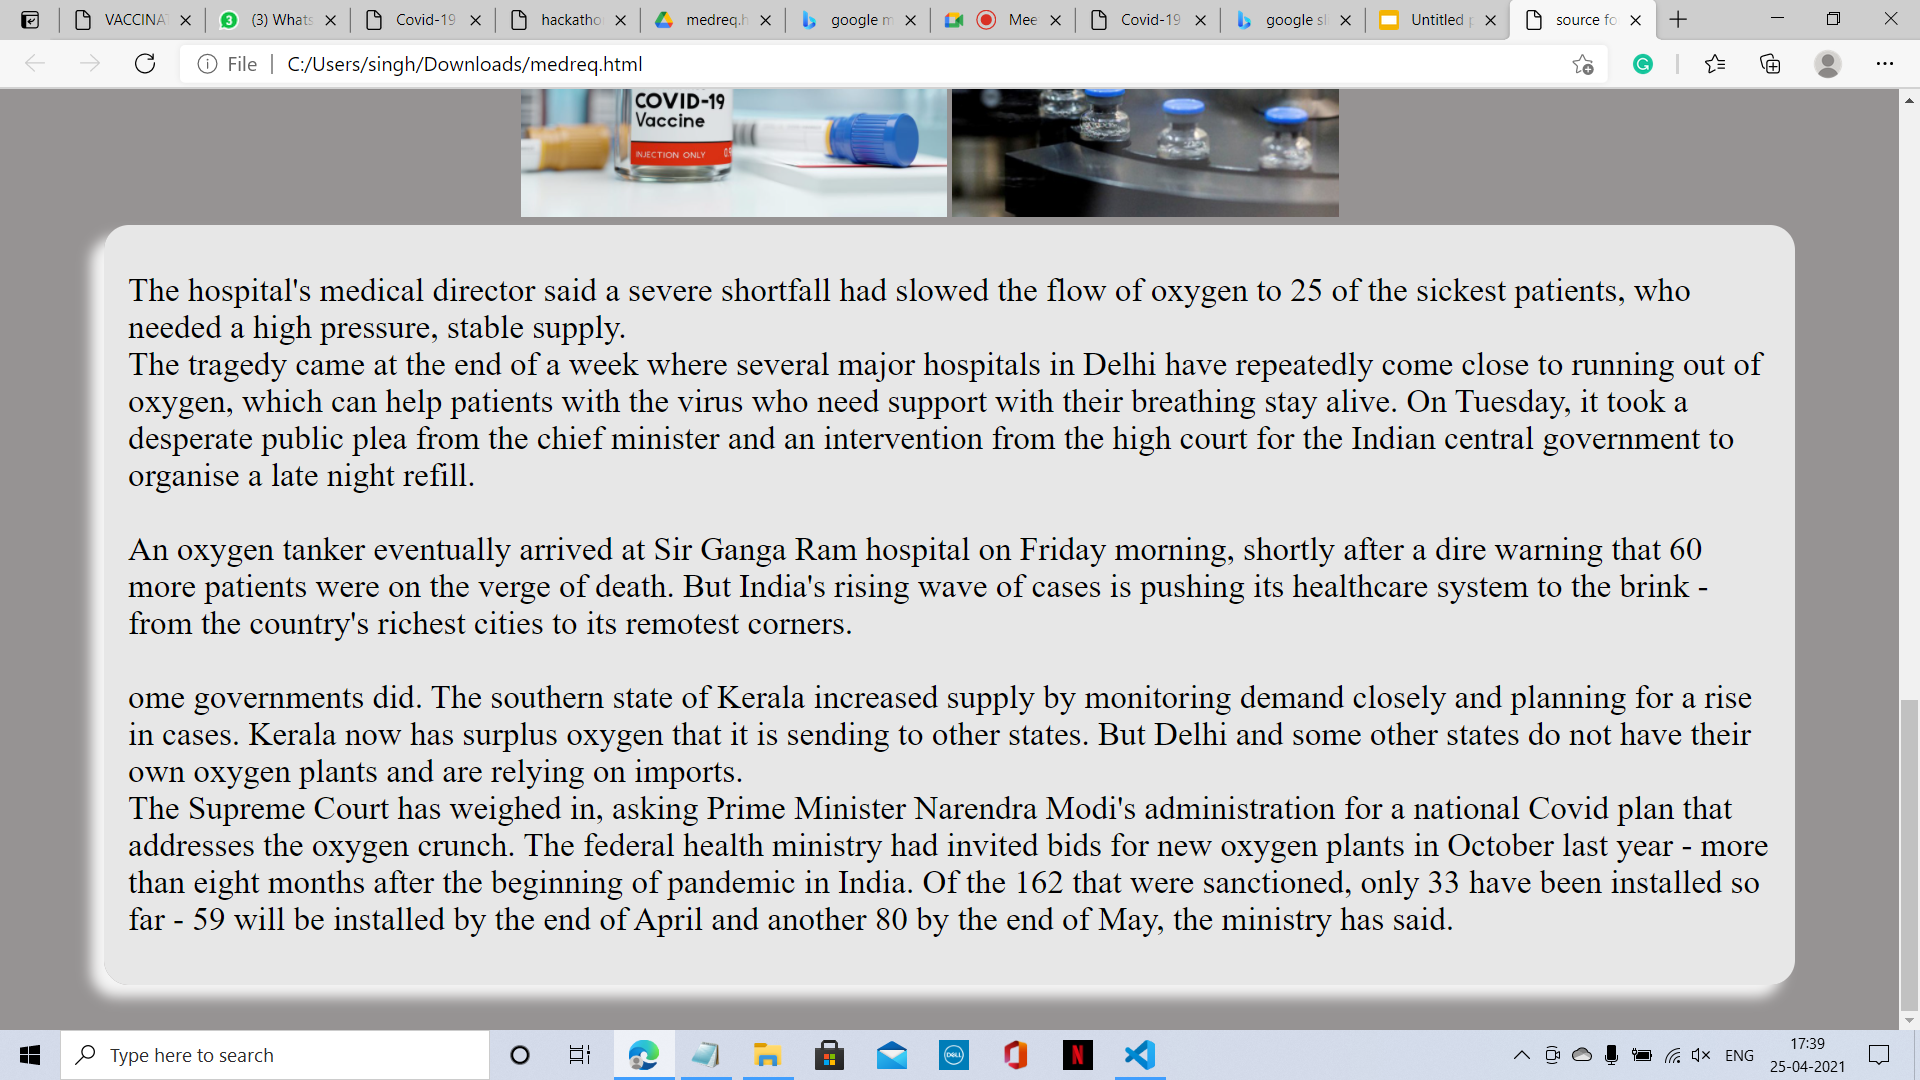 VACCINA
3 (3) Whats
Covid-19
hackatho
medreq.h
google m
Mee
Covid-19
google sl
Untitled p
source fo
File
C:/Users/singh/Downloads/medreq.html
COVID-19
Vaccine
INJECTION ONLY
The hospital's medical director said a severe shortfall had slowed the flow of oxygen to 25 of the sickest patients, who
needed a high pressure, stable supply.
The tragedy came at the end of a week where several major hospitals in Delhi have repeatedly come close to running out of
oxygen, which can help patients with the virus who need support with their breathing stay alive. On Tuesday, it took a
desperate public plea from the chief minister and an intervention from the high court for the Indian central government to
organise a late night refill.
An oxygen tanker eventually arrived at Sir Ganga Ram hospital on Friday morning, shortly after a dire warning that 60
more patients were on the verge of death. But India's rising wave of cases is pushing its healthcare system to the brink -
from the country's richest cities to its remotest corners.
ome governments did. The southern state of Kerala increased supply by monitoring demand closely and planning for a rise
in cases. Kerala now has surplus oxygen that it is sending to other states. But Delhi and some other states do not have their
own oxygen plants and are relying on imports.
The Supreme Court has weighed in, asking Prime Minister Narendra Modi's administration for a national Covid plan that
addresses the oxygen crunch. The federal health ministry had invited bids for new oxygen plants in October last year - more
than eight months after the beginning of pandemic in India. Of the 162 that were sanctioned, only 33 have been installed so
far - 59 will be installed by the end of April and another 80 by the end of May, the ministry has said.
Type here to search
DELL
N
ENG
17:39
25-04-2021